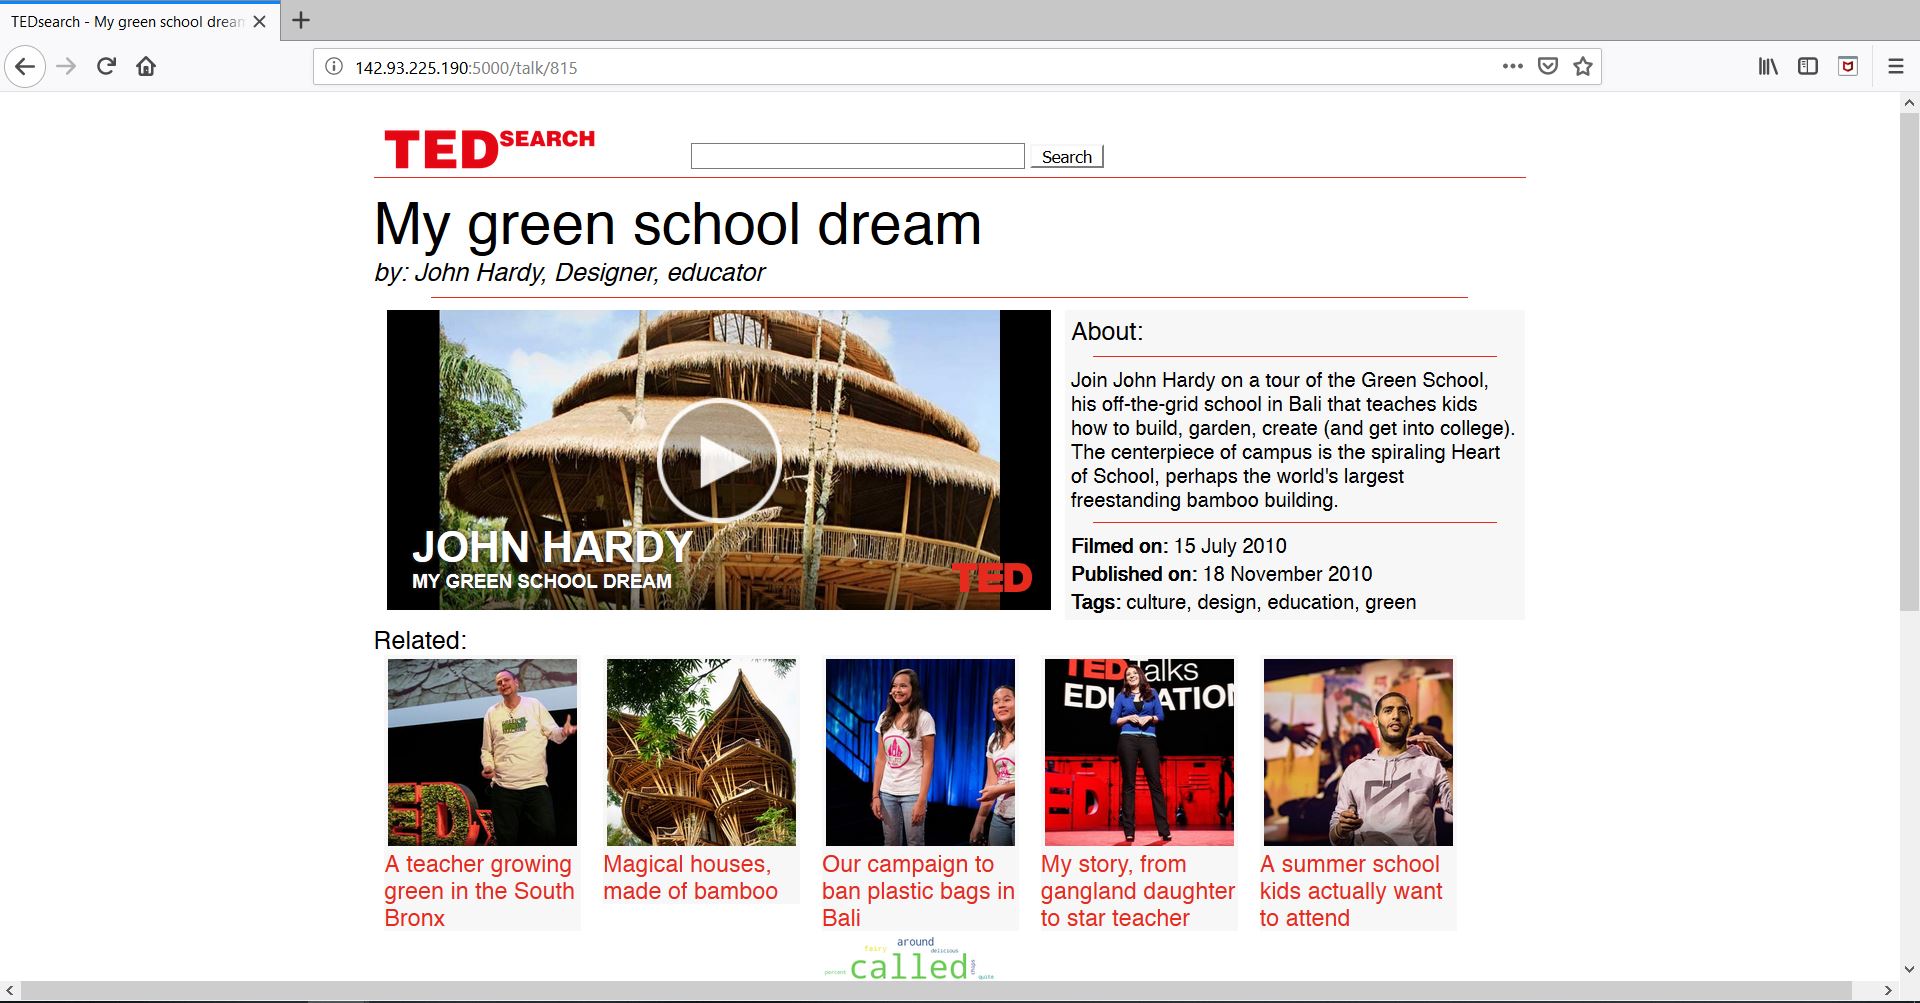 TEDsearch - My green school drean
142.93.225.190:5000/talk/815
TEDSEARCH
Search
My green school dream
by: John Hardy, Designer, educator
JOHN HARDY
MY GREEN SCHOOL DREAM
TED
About:
Join John Hardy on a tour of the Green School,
his off-the-grid school in Bali that teaches kids
how to build, garden, create (and get into college).
The centerpiece of campus is the spiraling Heart
of School, perhaps the world's largest
freestanding bamboo building.
Filmed on: 15 July 2010
Published on: 18 November 2010
Tags: culture, design, education, green
Related:
TEDx
TEDTalks
EDUCATION
ED
A teacher growing
green in the South
Bronx
Magical houses,
made of bamboo
Our campaign to
ban plastic bags in
Bali
My story, from
gangland daughter
to star teacher
A summer school
kids actually want
to attend
around
fairy
delicious
percent
called
chaps
quite